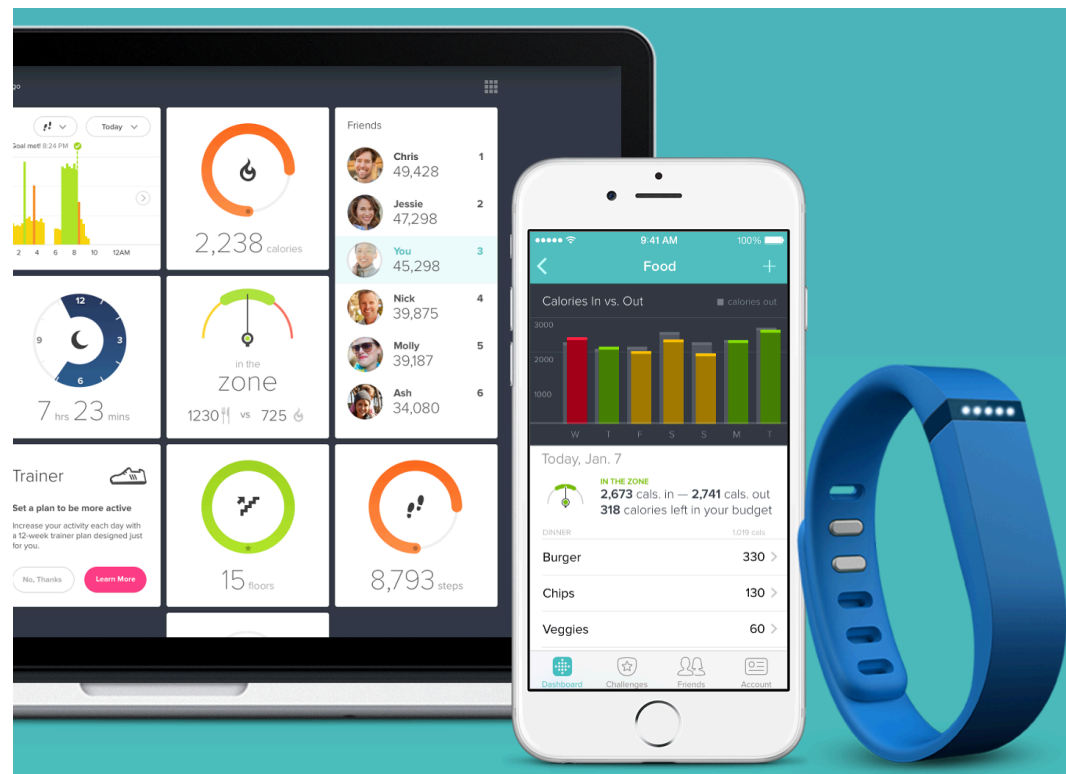 go
Today
Goal met! 8:24 PM
2 4 6 8 10 12AM
2,238 calories
Friends
Chris 1
49,428
Jessie 2
47,298
You 3
45,298
Nick 4
39,875
Molly 5
39,187
Ash 6
34,080
12
9 3
6
7 hrs 23 mins
in the
zone
1230 vs 725
Trainer
Set a plan to be more active
Increase your activity each day with
a 12-week trainer plan designed just
for you.
No, Thanks
Learn More
15 floors
8,793 steps
9:41 AM 100%
Food
Calories In vs. Out
calories out
3000
2000
1000
W T F S S M T
Today, Jan. 7
IN THE ZONE
2,673 cals. in — 2,741 cals. out
318 calories left in your budget
DINNER 1,019 cals
Burger 330
Chips 130
Veggies 60
Dashboard Challenges Friends Account